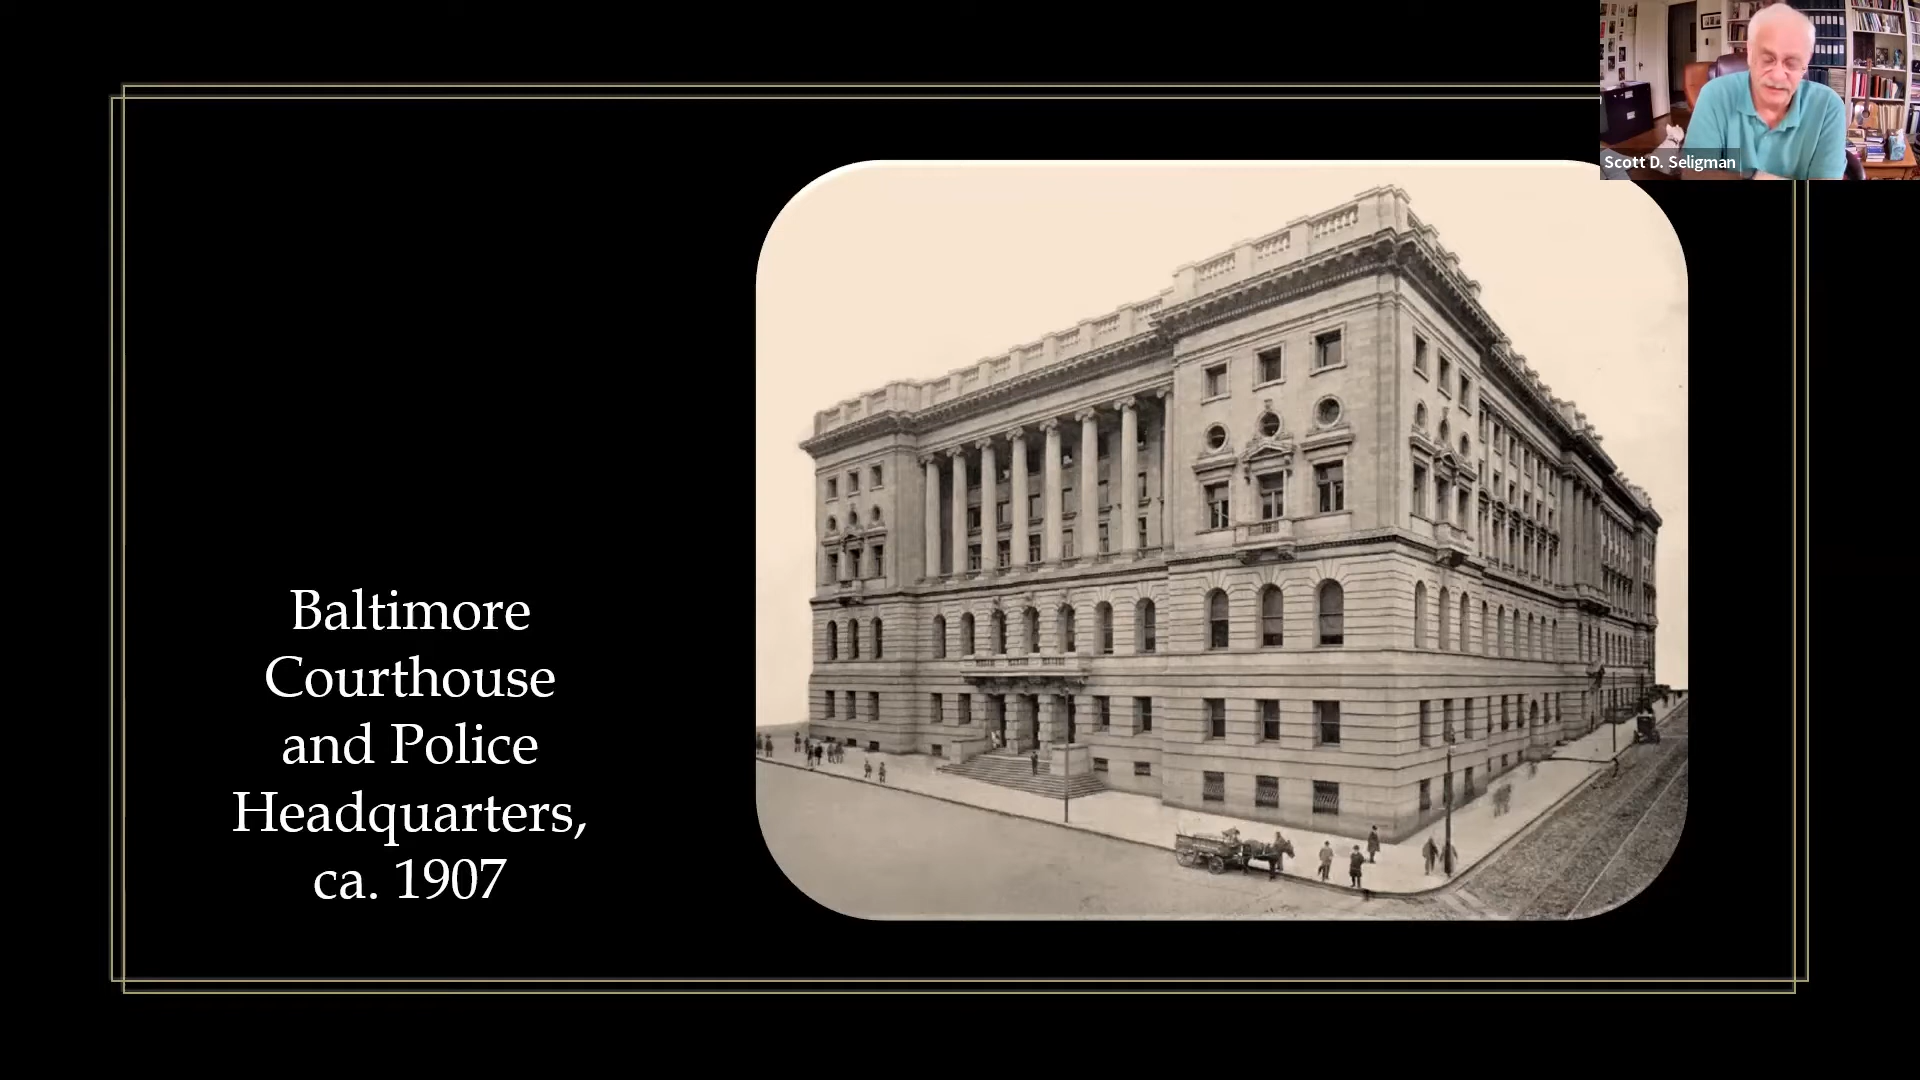 Scott D. Seligman
Baltimore
Courthouse
and Police
Headquarters,
ca. 1907